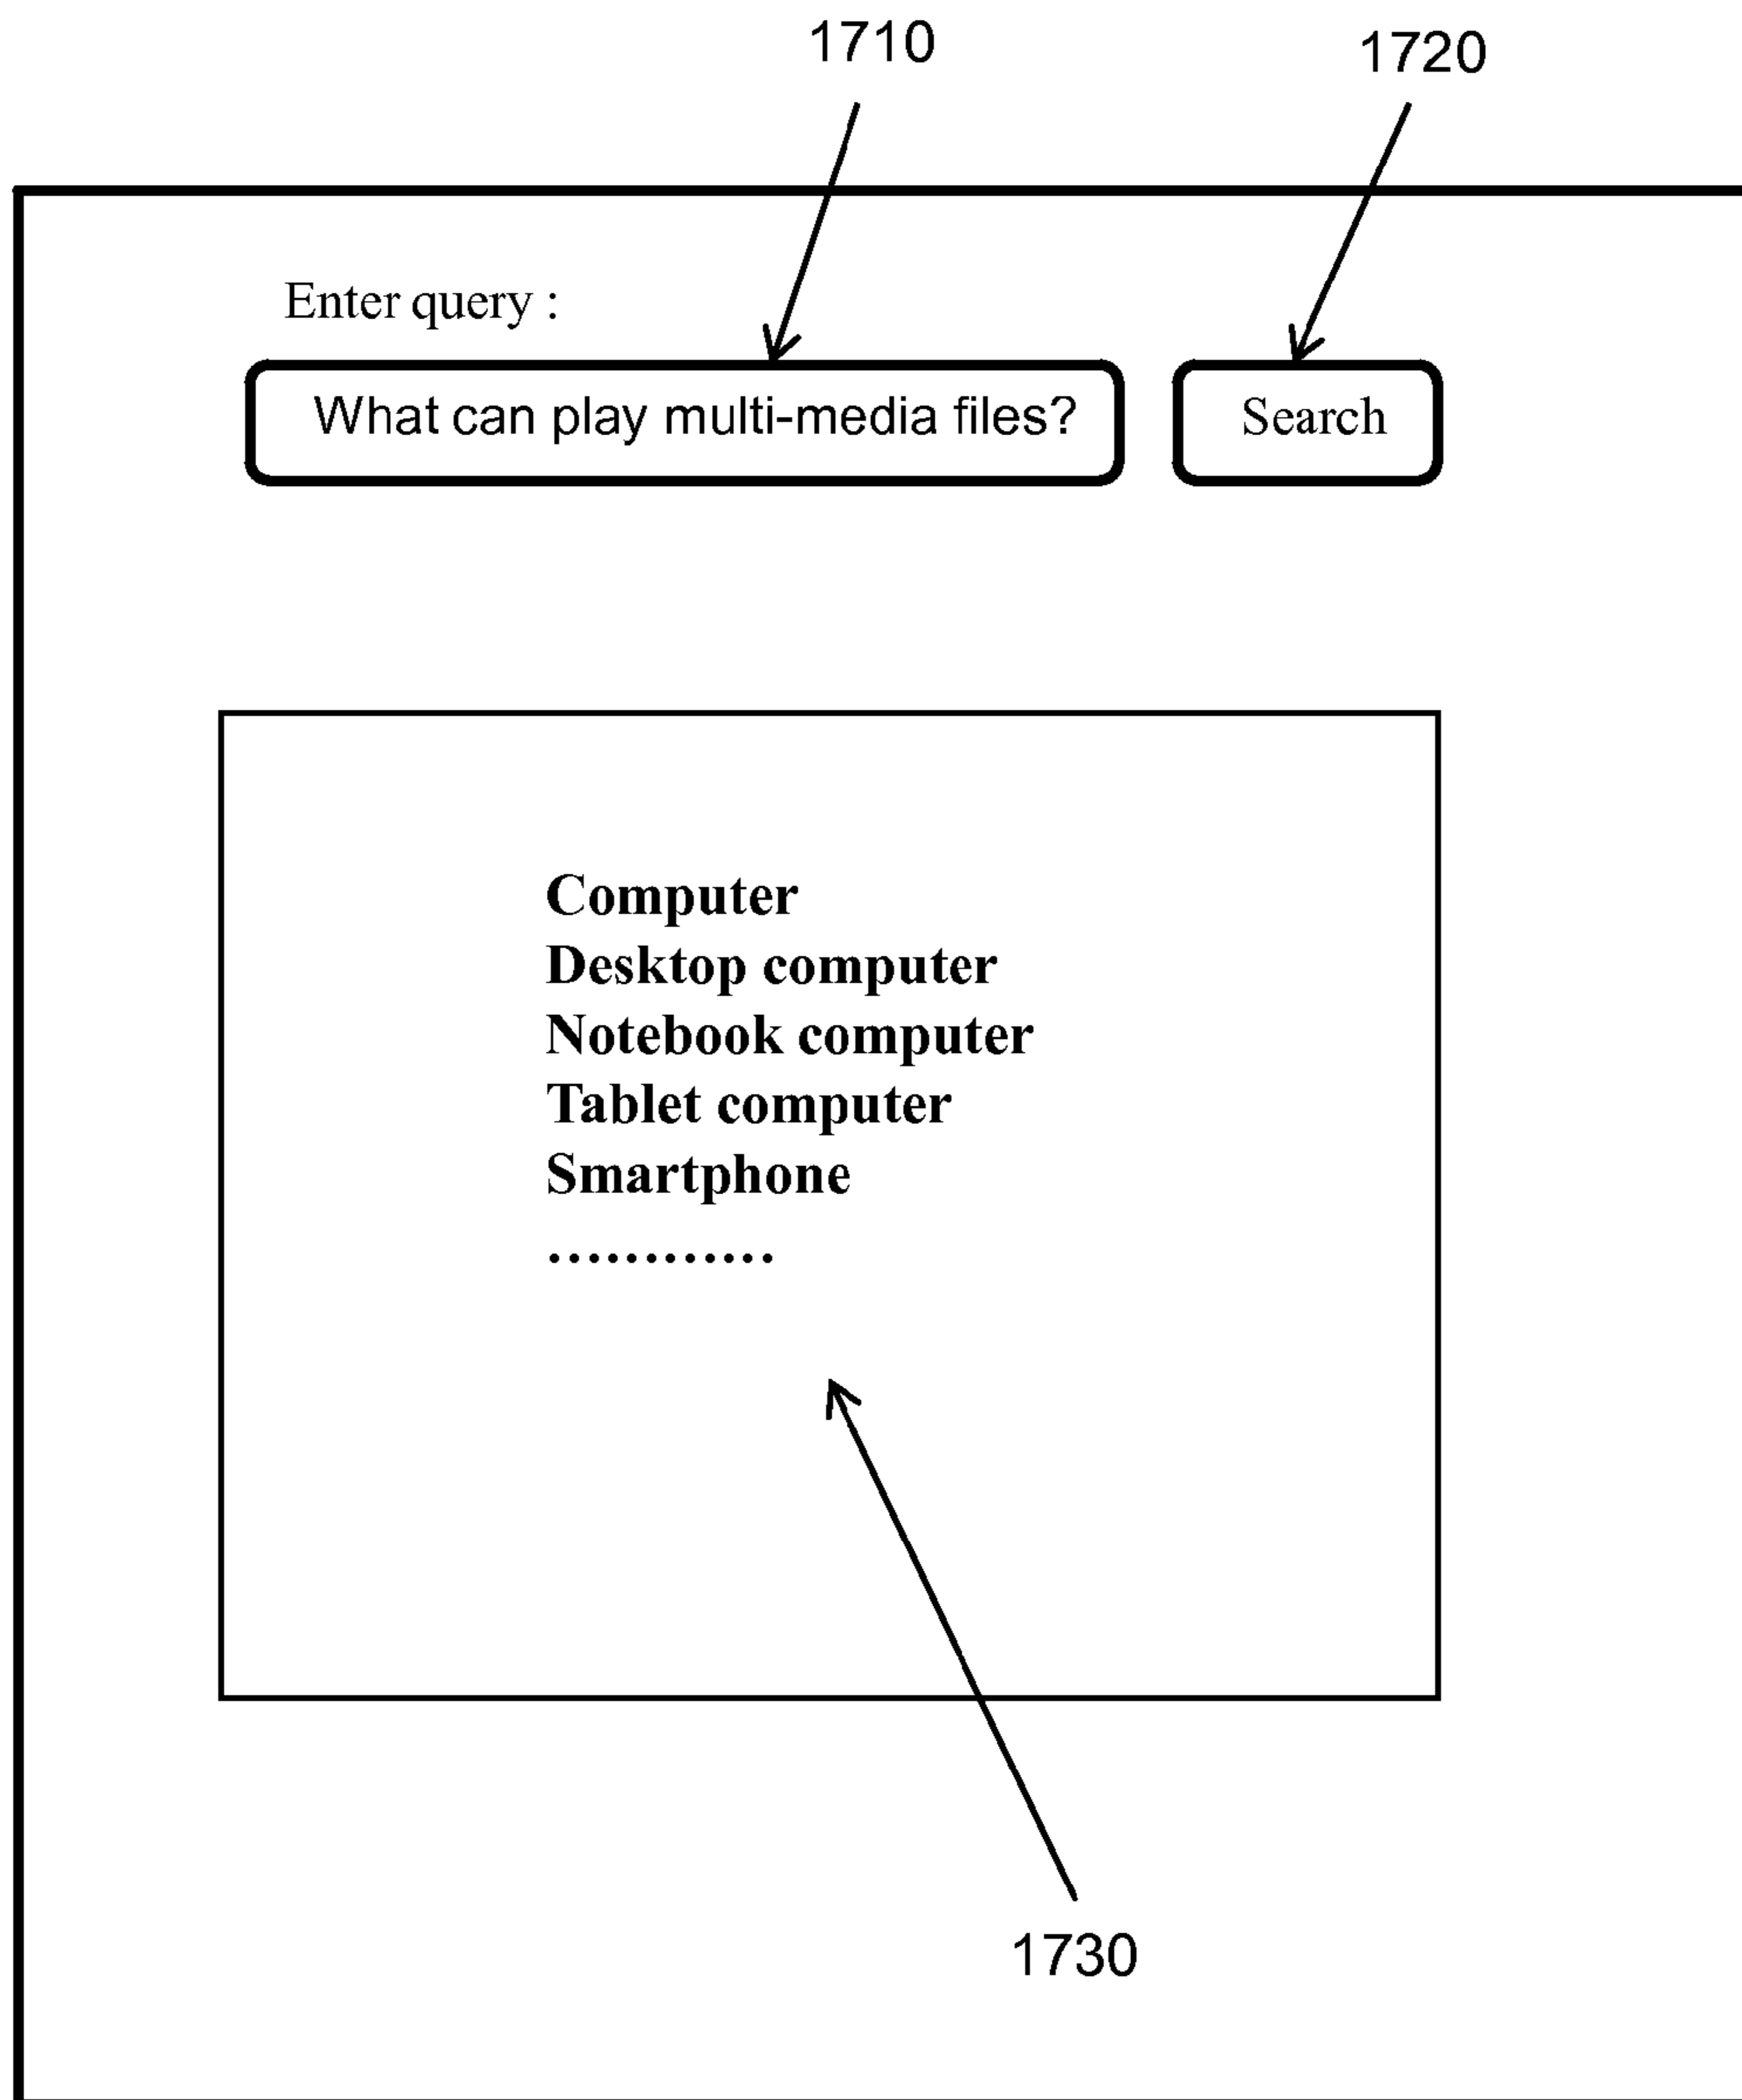 1710
1720
Enter query :
What can play multi-media files?
Search
Computer
Desktop computer
Notebook computer
Tablet computer
Smartphone
............
1730